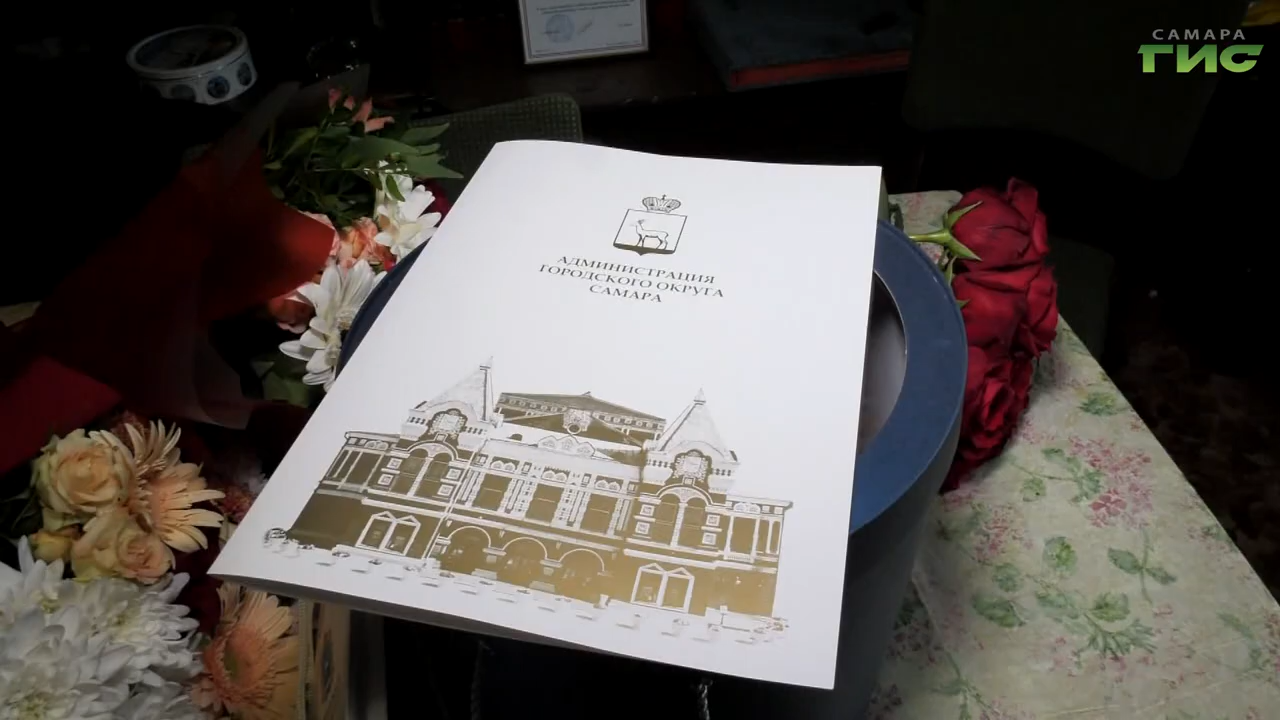 САМАРА
ГИС
АДМИНИСТРАЦИЯ
ГОРОДСКОГО ОКРУГА
САМАРА